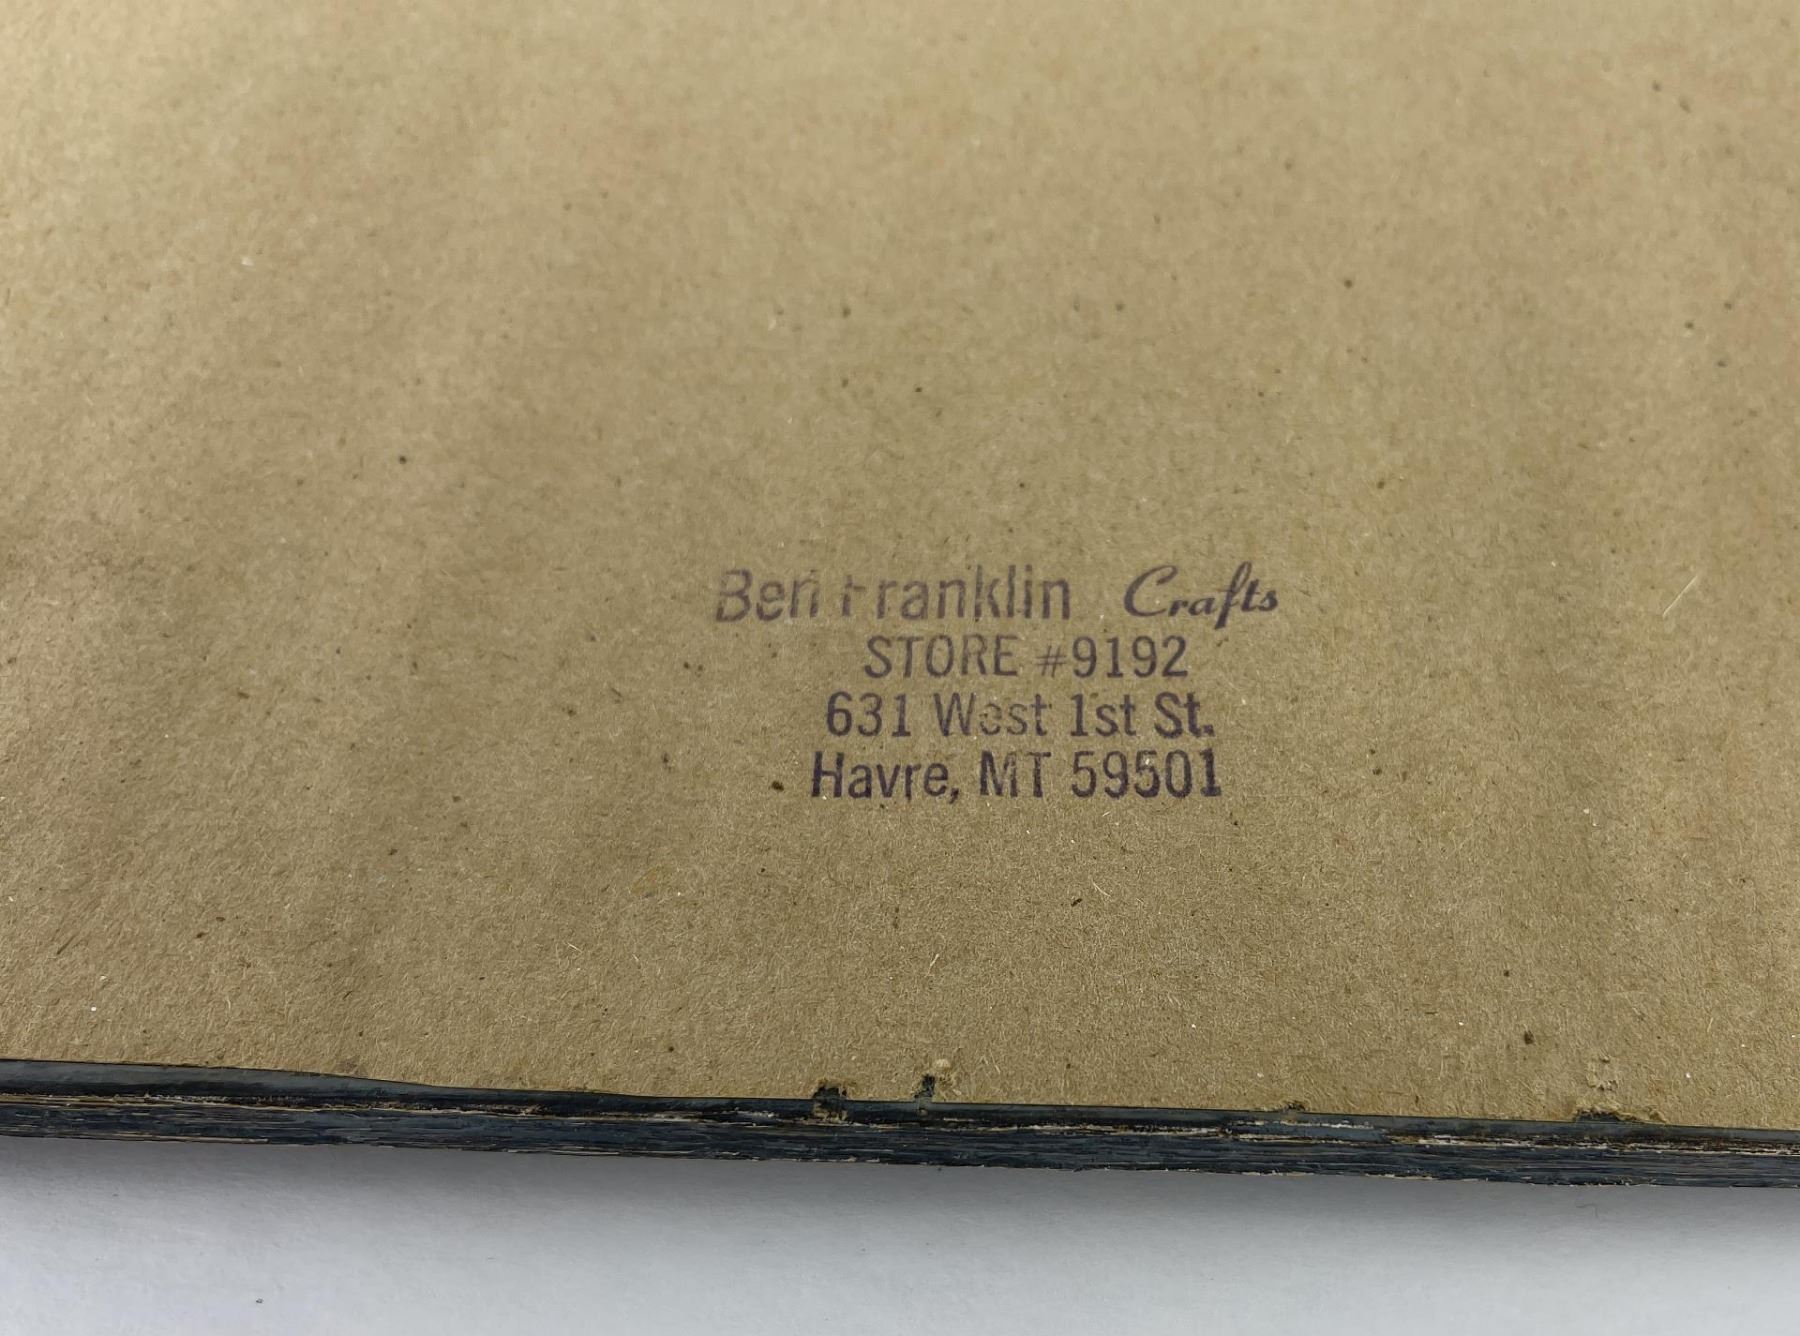 Ben Franklin Crafts
STORE #9192
631 West 1st St.
Havre, MT 59501